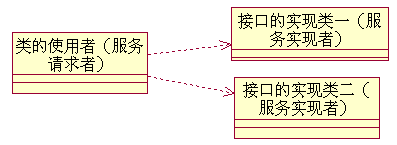 类的使用者（服务
请求者）
接口的实现类一（服
务实现者）
接口的实现类二（
服务实现者）